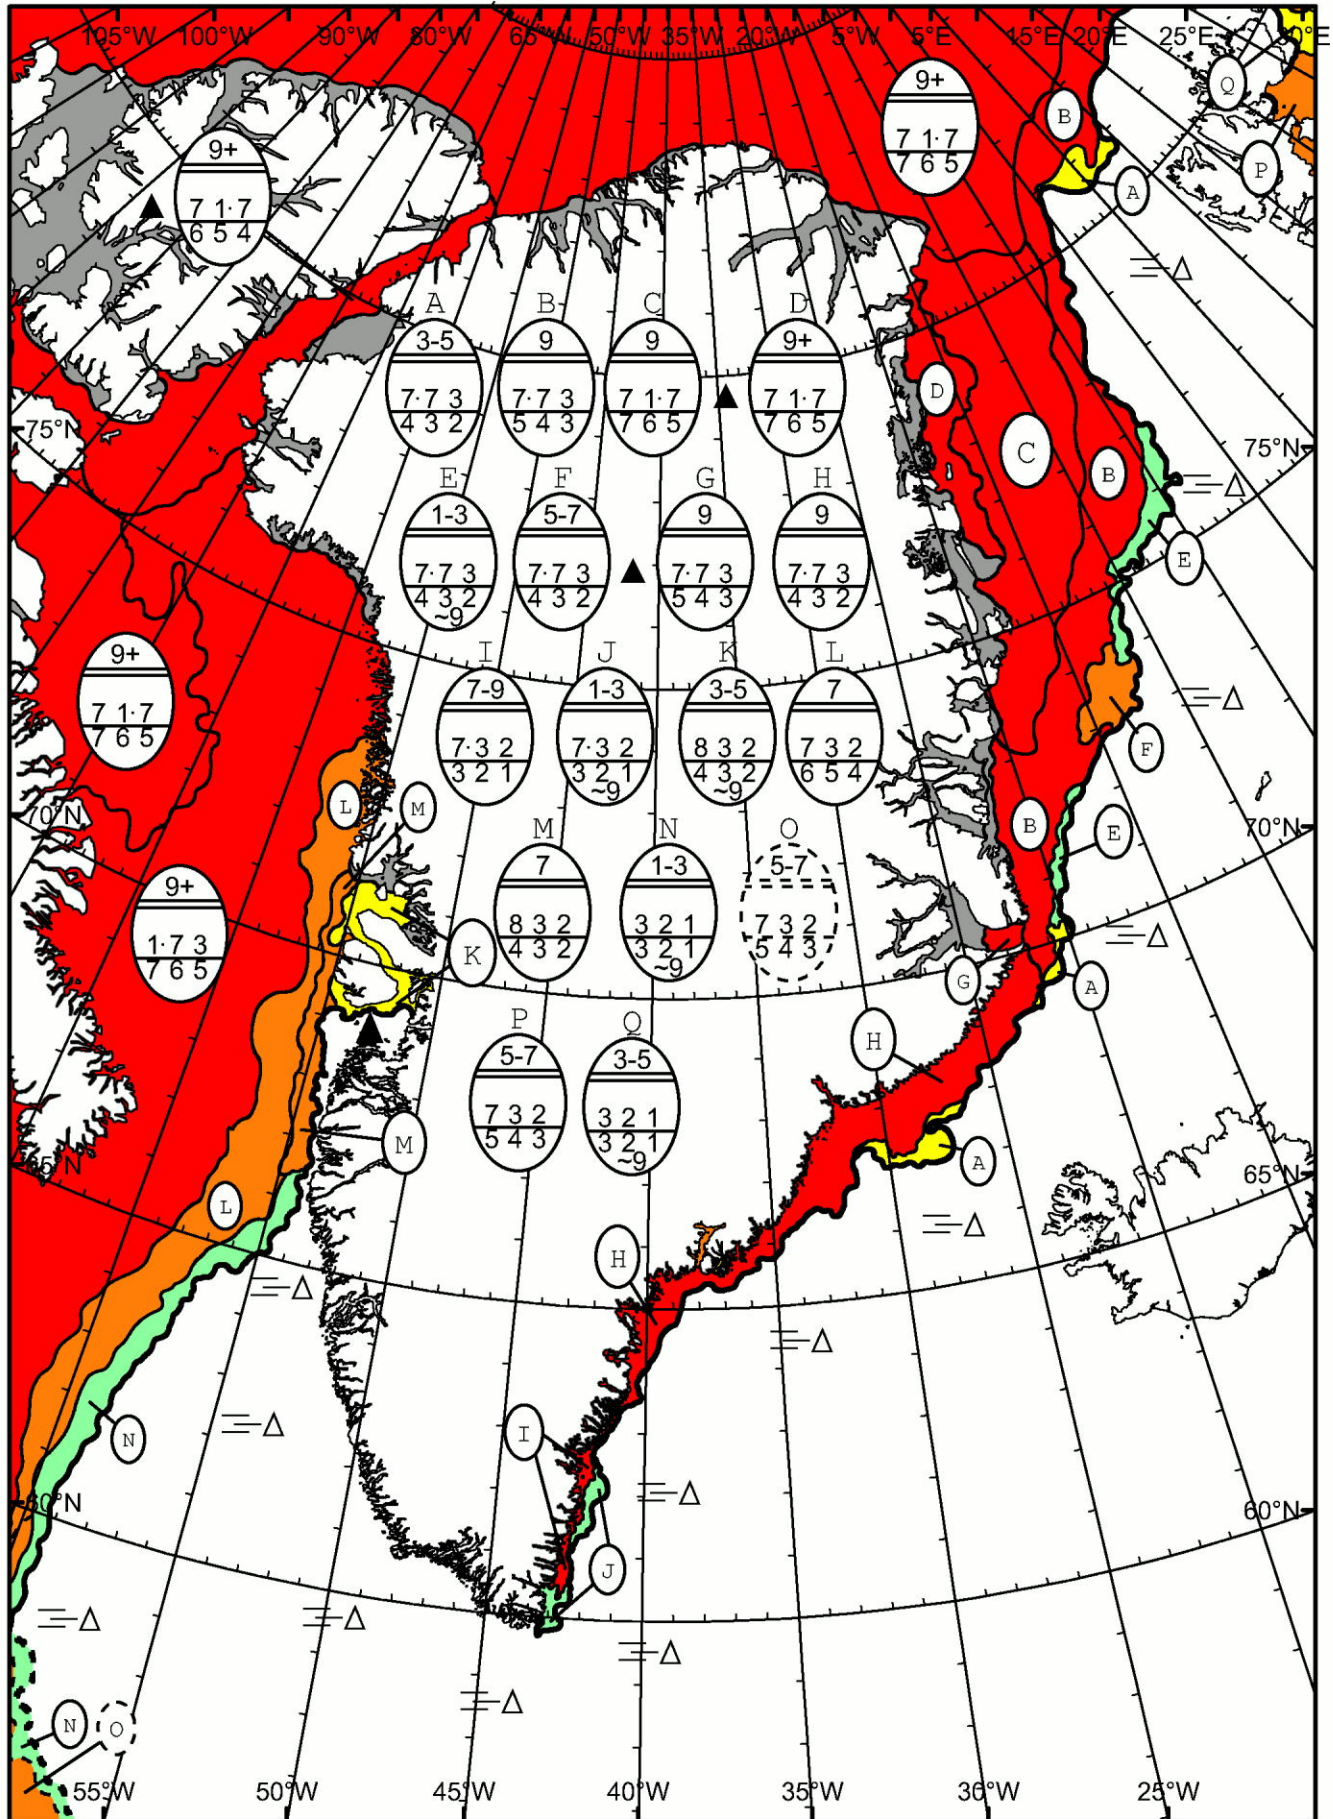 105°W 100°W 90°W 80°W 65°W 50°W 35°W 20°W 5°W 5°E 15°E 20°E 25°E 30°E
9+
7 1·7
7 6 5
B
Q
P
A
9+
7 1·7
6 5 4
A B C D
3-5 9 9 9+
7·7 3 7·7 3 7 1·7 7 1·7
4 3 2 5 4 3 7 6 5 7 6 5
D
C
B
75°N 75°N
E F G H
1-3 5-7 9 9
7·7 3 7·7 3 7·7 3 7·7 3
4 3 2 4 3 2 5 4 3 4 3 2
~9
E
I J K L
7-9 1-3 3-5 7
7·3 2 7·3 2 8 3 2 7 3 2
3 2 1 3 2 1 4 3 2 6 5 4
~9 ~9
9+
7 1·7
7 6 5
F
L M
70°N 70°N
B E
M N O
7 1-3 5-7
8 3 2 3 2 1 7 3 2
4 3 2 3 2 1 5 4 3
~9
9+
1·7 3
7 6 5
K
G A
H
P Q
5-7 3-5
7 3 2 3 2 1
5 4 3 3 2 1
~9
M
A
65°N 65°N
L
H
N
I
60°N 60°N
J
N O
55°W 50°W 45°W 40°W 35°W 30°W 25°W